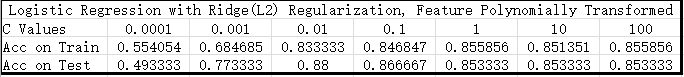 Logistic Regression with Ridge(L2) Regularization, Feature Polynomially Transformed
C Values 0.0001 0.001 0.01 0.1 1 10 100
Acc on Train 0.554054 0.684685 0.833333 0.846847 0.855856 0.851351 0.855856
Acc on Test 0.493333 0.773333 0.88 0.866667 0.853333 0.853333 0.853333